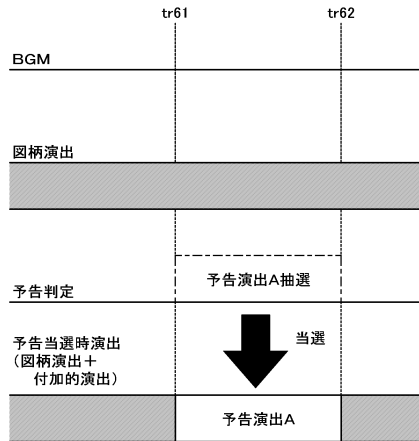 tr61 tr62
BGM
図柄演出
予告演出A抽選
予告判定
当選
予告当選時演出
(図柄演出+
付加的演出)
予告演出A